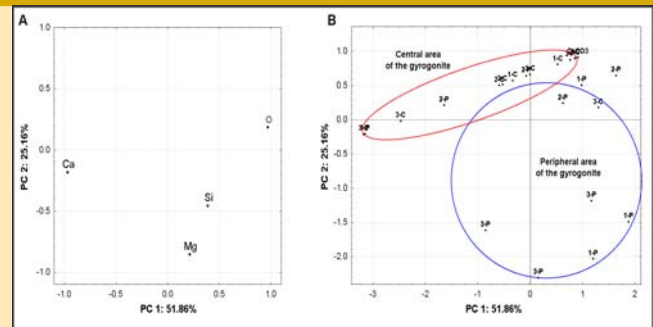 A
1.0
0.5
0.0
-0.5
-1.0
PC 2: 25.16%
O
Ca
Si
Mg
-1.0
-0.5
0.0
0.5
1.0
PC 1: 51.86%
B
1.0
0.5
0.0
-0.5
-1.0
-1.5
-2.0
PC 2: 25.16%
Central area
of the gyrogonite
1-C
2-P
1-P
1-C
2-P
3-C
3-P
3-C
Peripheral area
of the gyrogonite
3-P
1-P
3-P
1-P
3-P
-3
-2
-1
0
1
2
PC 1: 51.86%